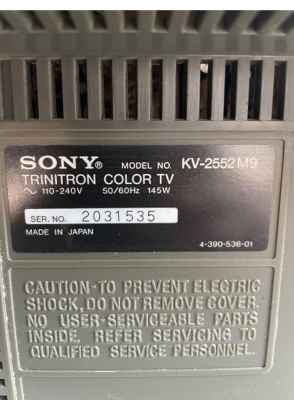 SONY® MODEL NO. KV-2552M9
TRINITRON COLOR TV
∼ 110-240V 50/60Hz 145W
SER. NO. 2031535
MADE IN JAPAN 4-390-536-01
CAUTION-TO PREVENT ELECTRIC
SHOCK, DO NOT REMOVE COVER.
NO USER-SERVICEABLE PARTS
INSIDE. REFER SERVICING TO
QUALIFIED SERVICE PERSONNEL.